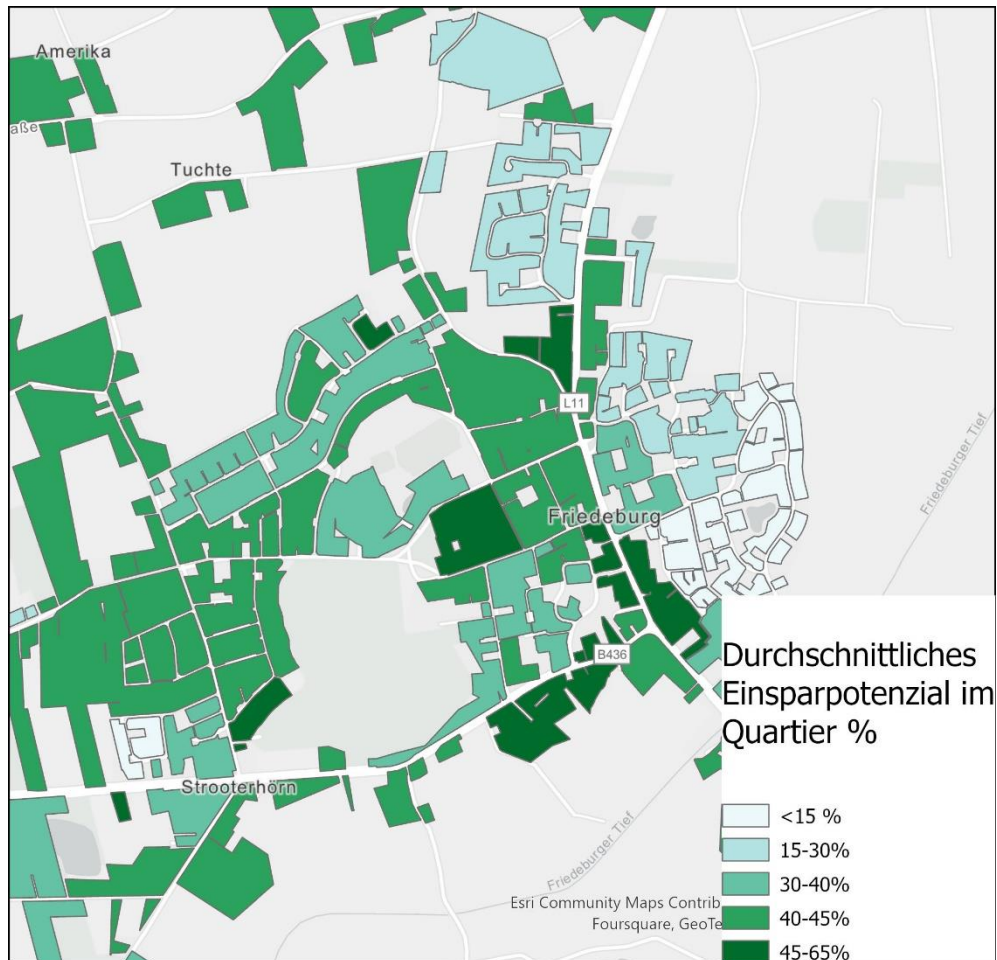 Amerika
aße
Tuchte
L11
Friedeburger Tief
Friedeburg
B436
Strooterhörn
Friedeburger Tief
Esri Community Maps Contrib
Foursquare, GeoTe
Durchschnittliches
Einsparpotenzial im
Quartier %
<15 %
15-30%
30-40%
40-45%
45-65%